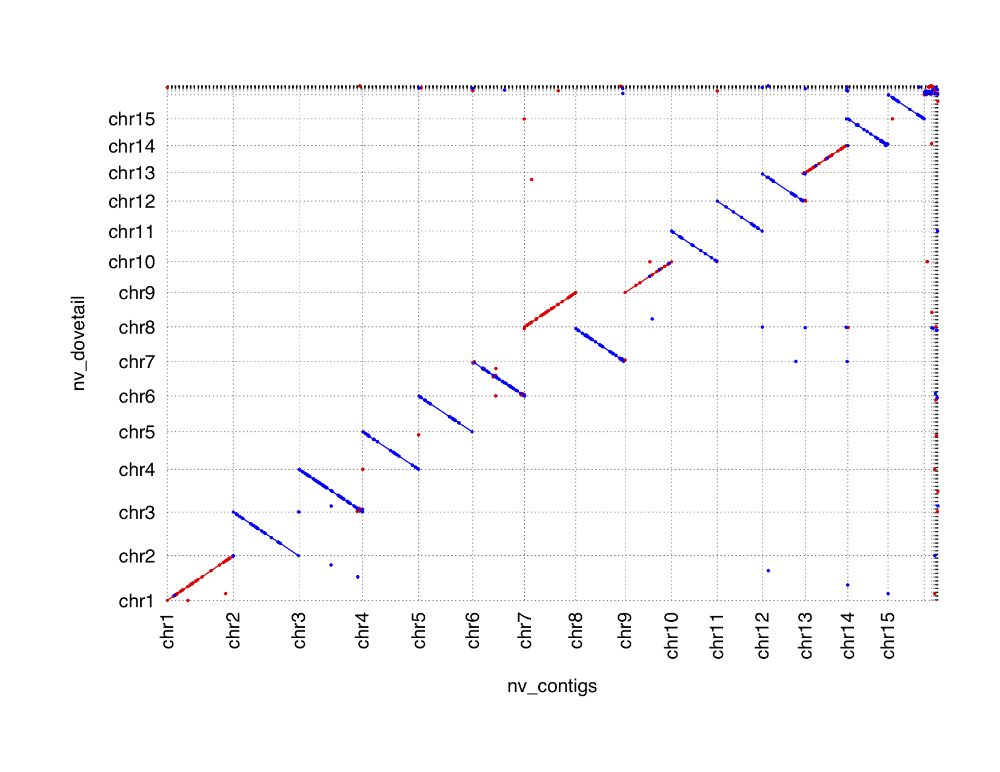 chr15
chr14
chr13
chr12
chr11
chr10
chr9
chr8
chr7
chr6
chr5
chr4
chr3
chr2
chr1
nv_dovetail
chr1
chr2
chr3
chr4
chr5
chr6
chr7
chr8
chr9
chr10
chr11
chr12
chr13
chr14
chr15
nv_contigs